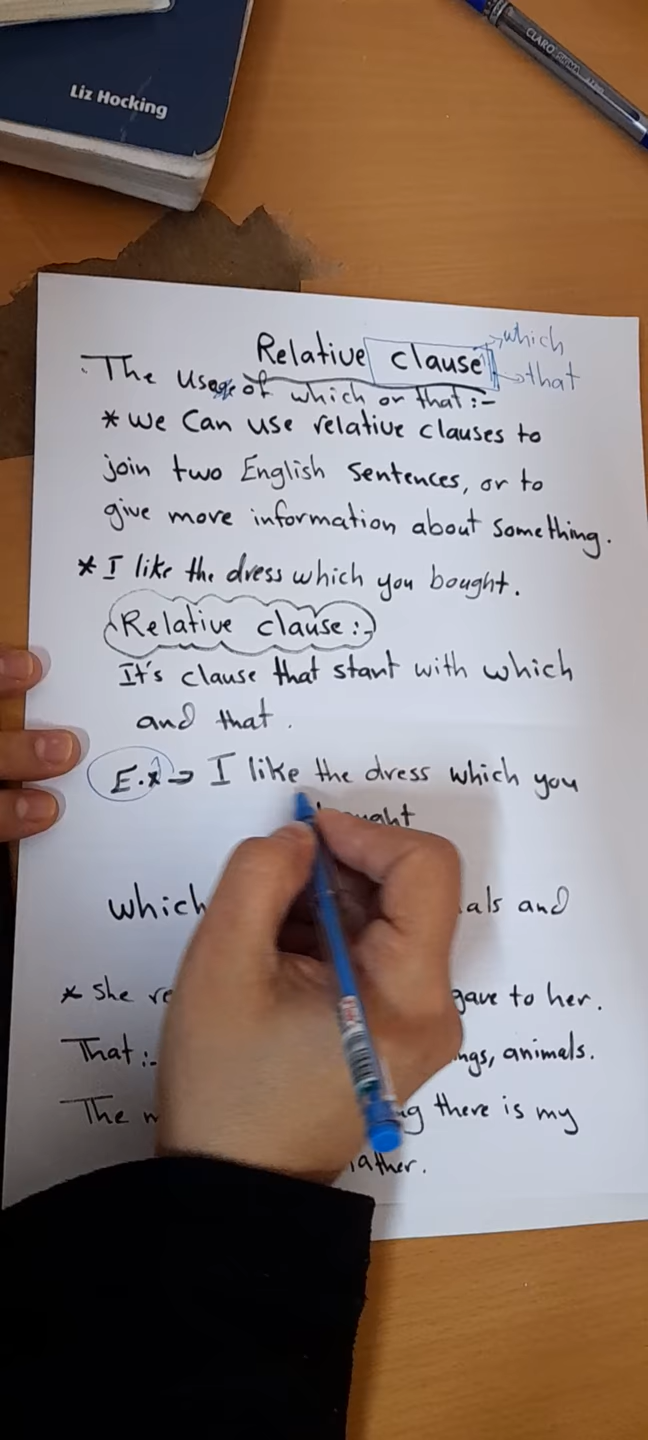 Liz Hocking
CLARO
Relative clause
which
that
The Usage of which or that :-
* we Can use relative clauses to
join two English Sentences, or to
give more information about something.
* I like the dress which you bought.
Relative clause :-
It's clause that start with which
and that.
E.x → I like the dress which you
which and
* She gave to her.
That :- animals.
The there is my